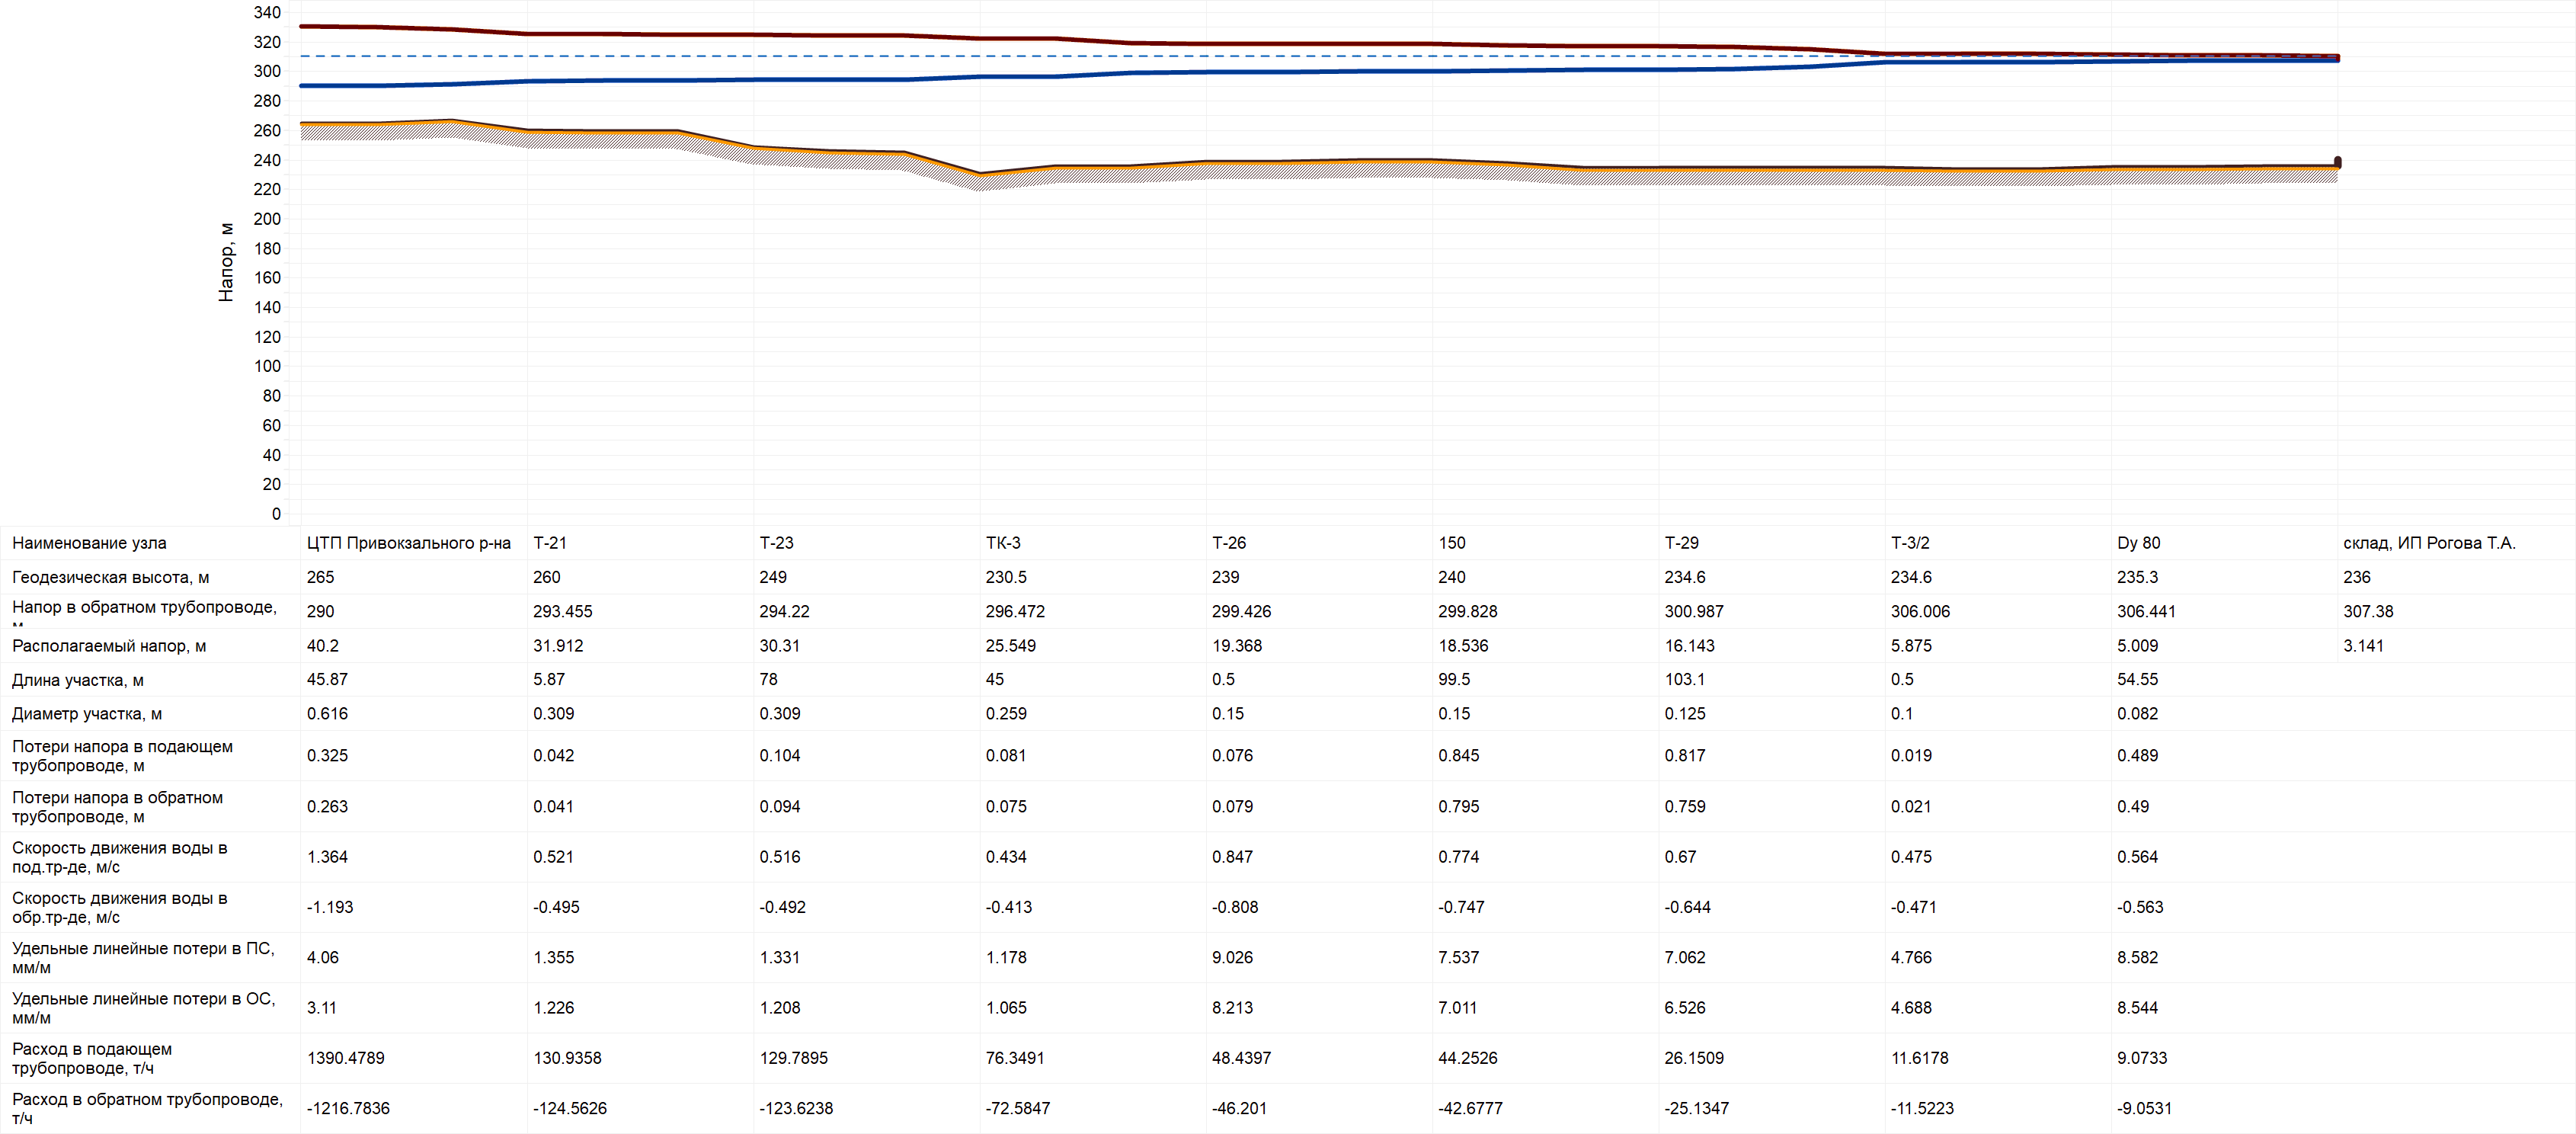 340
320
300
280
260
240
220
200
180
160
140
120
100
80
60
40
20
0
Напор, м
Наименование узла ЦТП Привокзального р-на Т-21 Т-23 ТК-3 Т-26 150 Т-29 Т-3/2 Dу 80 склад, ИП Рогова Т.А.
Геодезическая высота, м 265 260 249 230.5 239 240 234.6 234.6 235.3 236
Напор в обратном трубопроводе, м 290 293.455 294.22 296.472 299.426 299.828 300.987 306.006 306.441 307.38
Располагаемый напор, м 40.2 31.912 30.31 25.549 19.368 18.536 16.143 5.875 5.009 3.141
Длина участка, м 45.87 5.87 78 45 0.5 99.5 103.1 0.5 54.55
Диаметр участка, м 0.616 0.309 0.309 0.259 0.15 0.15 0.125 0.1 0.082
Потери напора в подающем
трубопроводе, м 0.325 0.042 0.104 0.081 0.076 0.845 0.817 0.019 0.489
Потери напора в обратном
трубопроводе, м 0.263 0.041 0.094 0.075 0.079 0.795 0.759 0.021 0.49
Скорость движения воды в
под.тр-де, м/с 1.364 0.521 0.516 0.434 0.847 0.774 0.67 0.475 0.564
Скорость движения воды в
обр.тр-де, м/с -1.193 -0.495 -0.492 -0.413 -0.808 -0.747 -0.644 -0.471 -0.563
Удельные линейные потери в ПС,
мм/м 4.06 1.355 1.331 1.178 9.026 7.537 7.062 4.766 8.582
Удельные линейные потери в ОС,
мм/м 3.11 1.226 1.208 1.065 8.213 7.011 6.526 4.688 8.544
Расход в подающем
трубопроводе, т/ч 1390.4789 130.9358 129.7895 76.3491 48.4397 44.2526 26.1509 11.6178 9.0733
Расход в обратном трубопроводе,
т/ч -1216.7836 -124.5626 -123.6238 -72.5847 -46.201 -42.6777 -25.1347 -11.5223 -9.0531